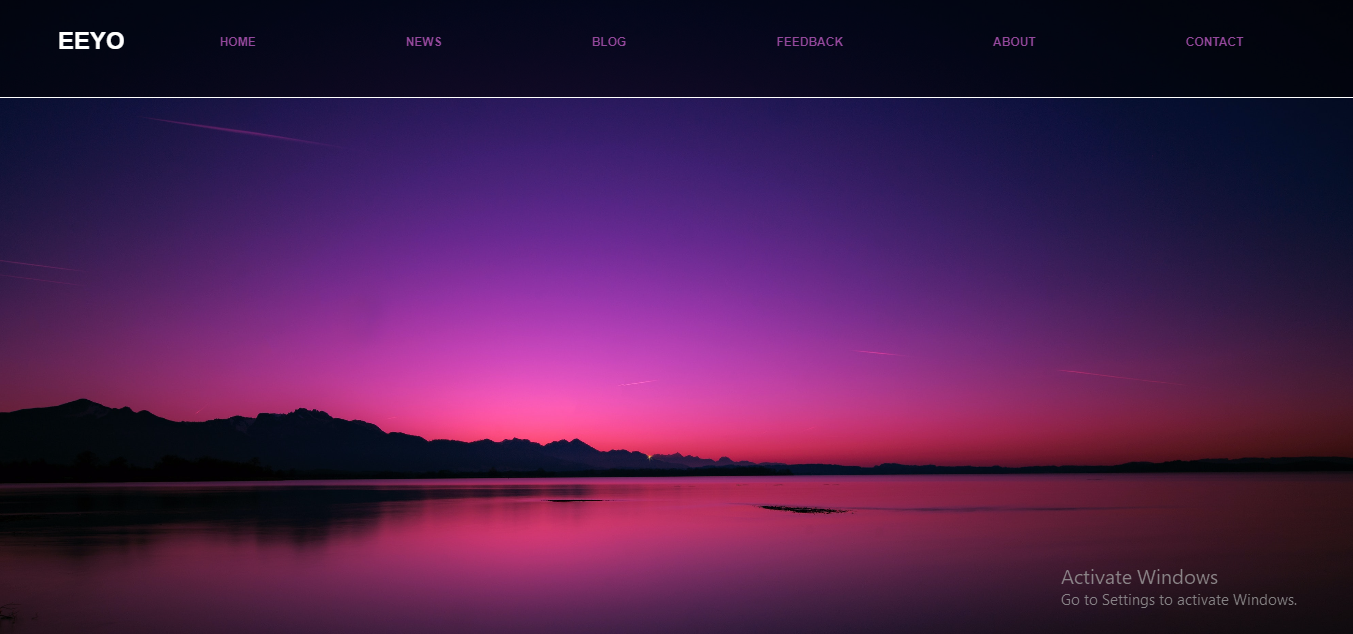 EEYO
HOME
NEWS
BLOG
FEEDBACK
ABOUT
CONTACT
Activate Windows
Go to Settings to activate Windows.